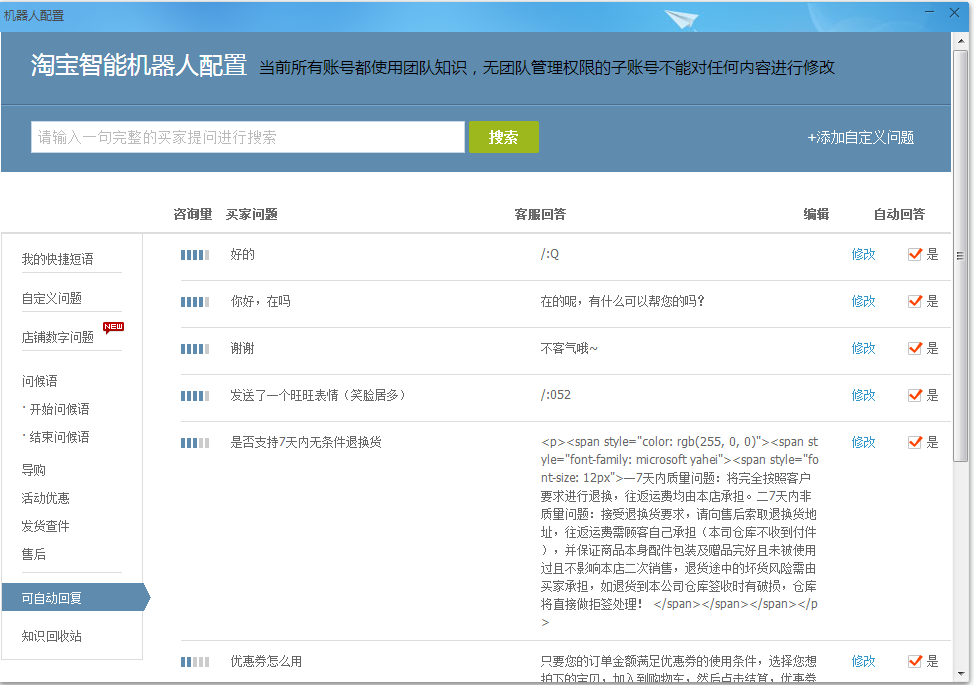 机器人配置
淘宝智能机器人配置 当前所有账号都使用团队知识，无团队管理权限的子账号不能对任何内容进行修改
请输入一句完整的买家提问进行搜索 搜索 +添加自定义问题
咨询量 买家问题 客服回答 编辑 自动回答
我的快捷短语
自定义问题
店铺数字问题 NEW
问候语
·开始问候语
·结束问候语
导购
活动优惠
发货查件
售后
可自动回复
知识回收站
好的 /:Q 修改 是
你好，在吗 在的呢，有什么可以帮您的吗？ 修改 是
谢谢 不客气哦~ 修改 是
发送了一个旺旺表情（笑脸居多） /:052 修改 是
是否支持7天内无条件退换货 <p><span style="color: rgb(255, 0, 0)"><span st 修改 是
yle="font-family: microsoft yahei"><span style="fo
nt-size: 12px">一7天内质量问题：将完全按照客户
要求进行退换，往返运费均由本店承担。二7天内非
质量问题：接受退换货要求，请向售后索取退换货地
址，往返运费需顾客自己承担（本司仓库不收到付件
），并保证商品本身配件包装及赠品完好且未被使用
过且不影响本店二次销售，退货途中的坏货风险需由
买家承担，如退货到本公司仓库签收时有破损，仓库
将直接做拒签处理！ </span></span></span></p
>
优惠券怎么用 只要您的订单金额满足优惠券的使用条件，选择您想 修改 是
拍下的宝贝，加入到购物车，然后点击结算，优惠券